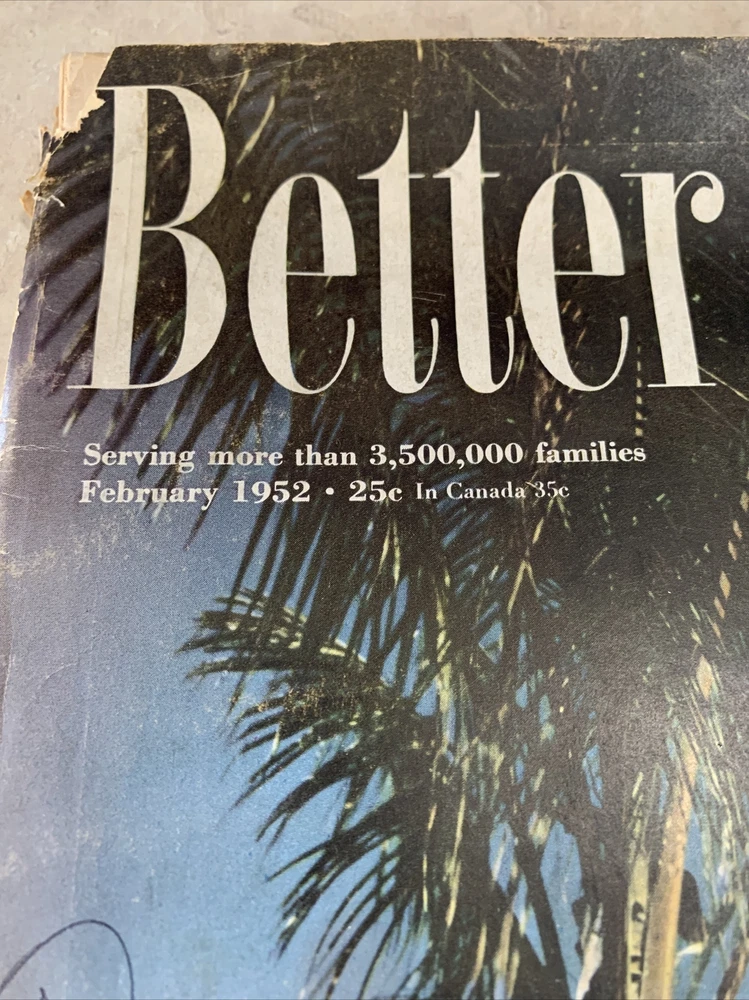 Better
Serving more than 3,500,000 families
February 1952 • 25c In Canada 35c